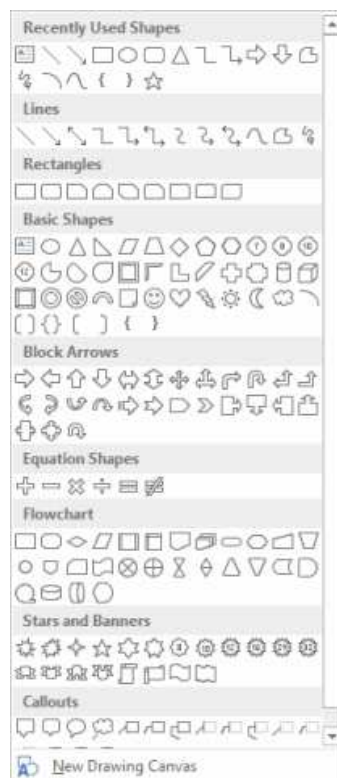 Recently Used Shapes
Lines
Rectangles
Basic Shapes
Block Arrows
Equation Shapes
Flowchart
Stars and Banners
Callouts
New Drawing Canvas